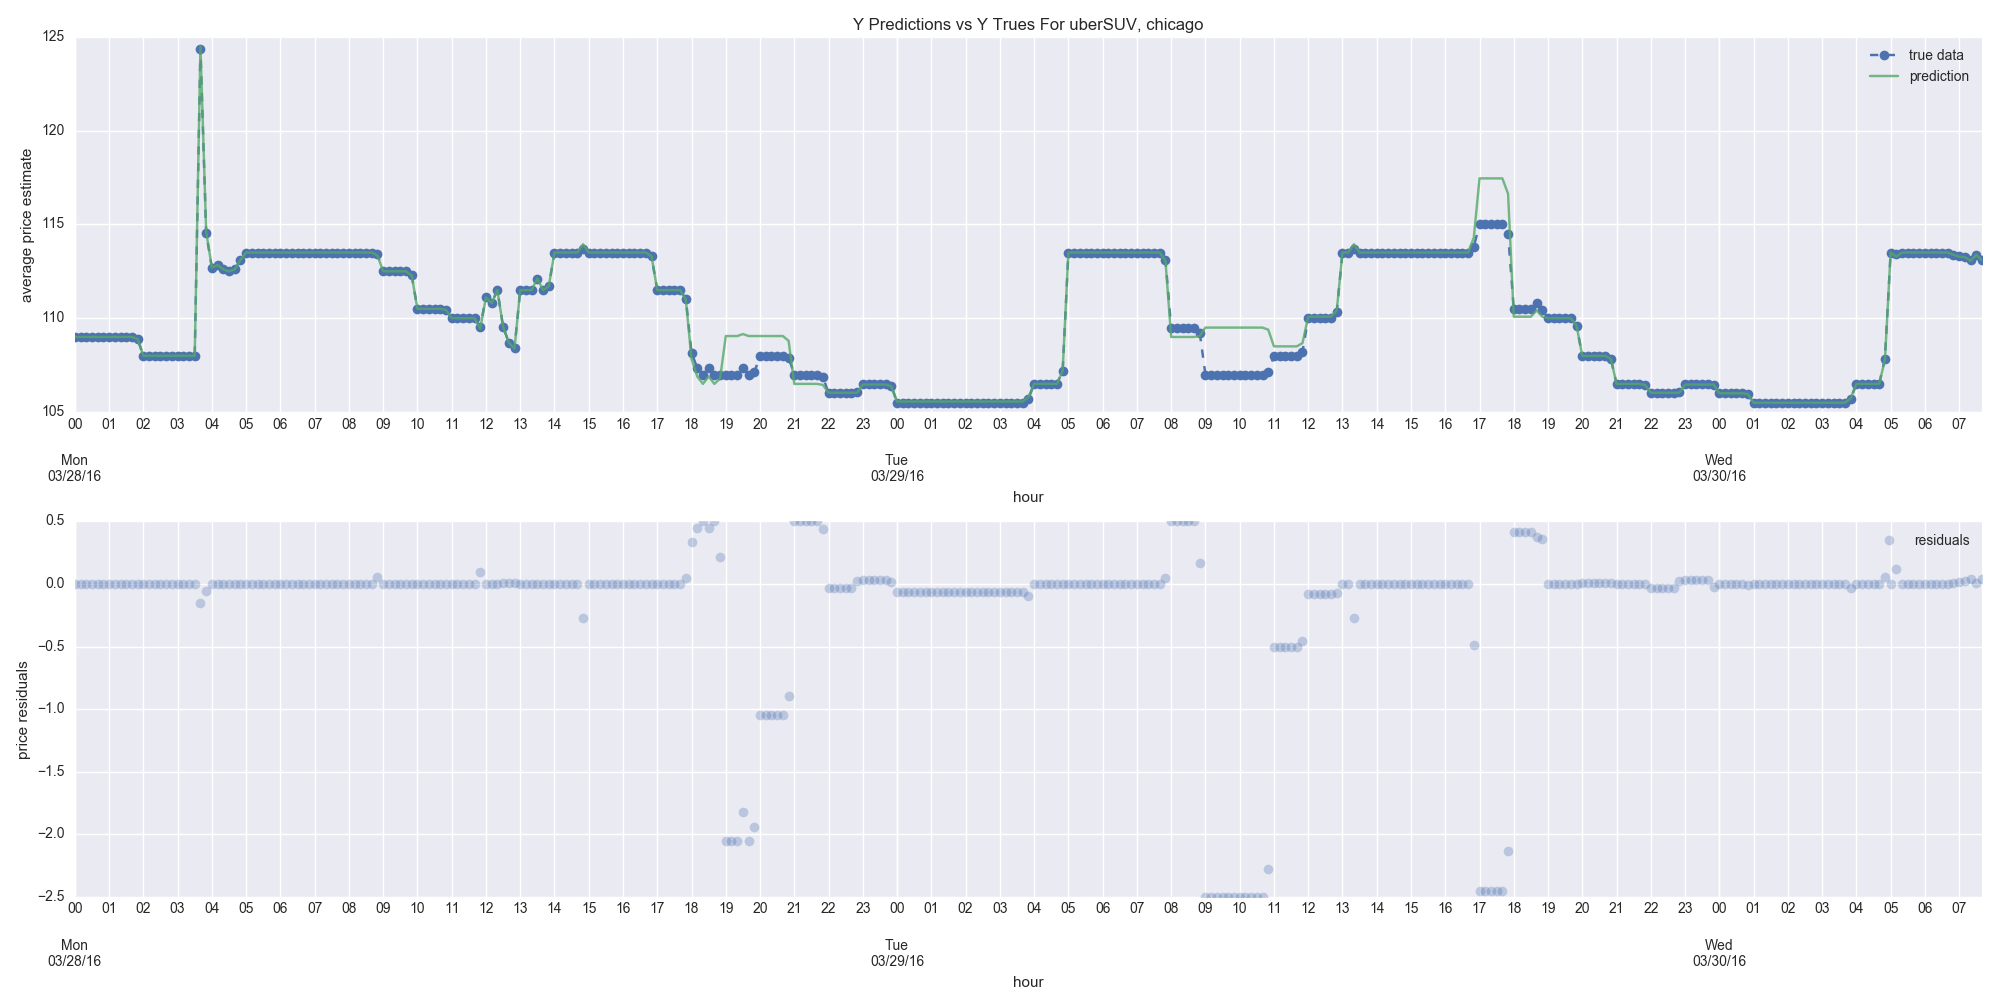 Y Predictions vs Y Trues For uberSUV, chicago
125
120
115
110
105
average price estimate
true data
prediction
00 01 02 03 04 05 06 07 08 09 10 11 12 13 14 15 16 17 18 19 20 21 22 23 00 01 02 03 04 05 06 07 08 09 10 11 12 13 14 15 16 17 18 19 20 21 22 23 00 01 02 03 04 05 06 07
Mon Tue Wed
03/28/16 03/29/16 03/30/16
hour
0.5
0.0
−0.5
−1.0
−1.5
−2.0
−2.5
price residuals
residuals
00 01 02 03 04 05 06 07 08 09 10 11 12 13 14 15 16 17 18 19 20 21 22 23 00 01 02 03 04 05 06 07 08 09 10 11 12 13 14 15 16 17 18 19 20 21 22 23 00 01 02 03 04 05 06 07
Mon Tue Wed
03/28/16 03/29/16 03/30/16
hour